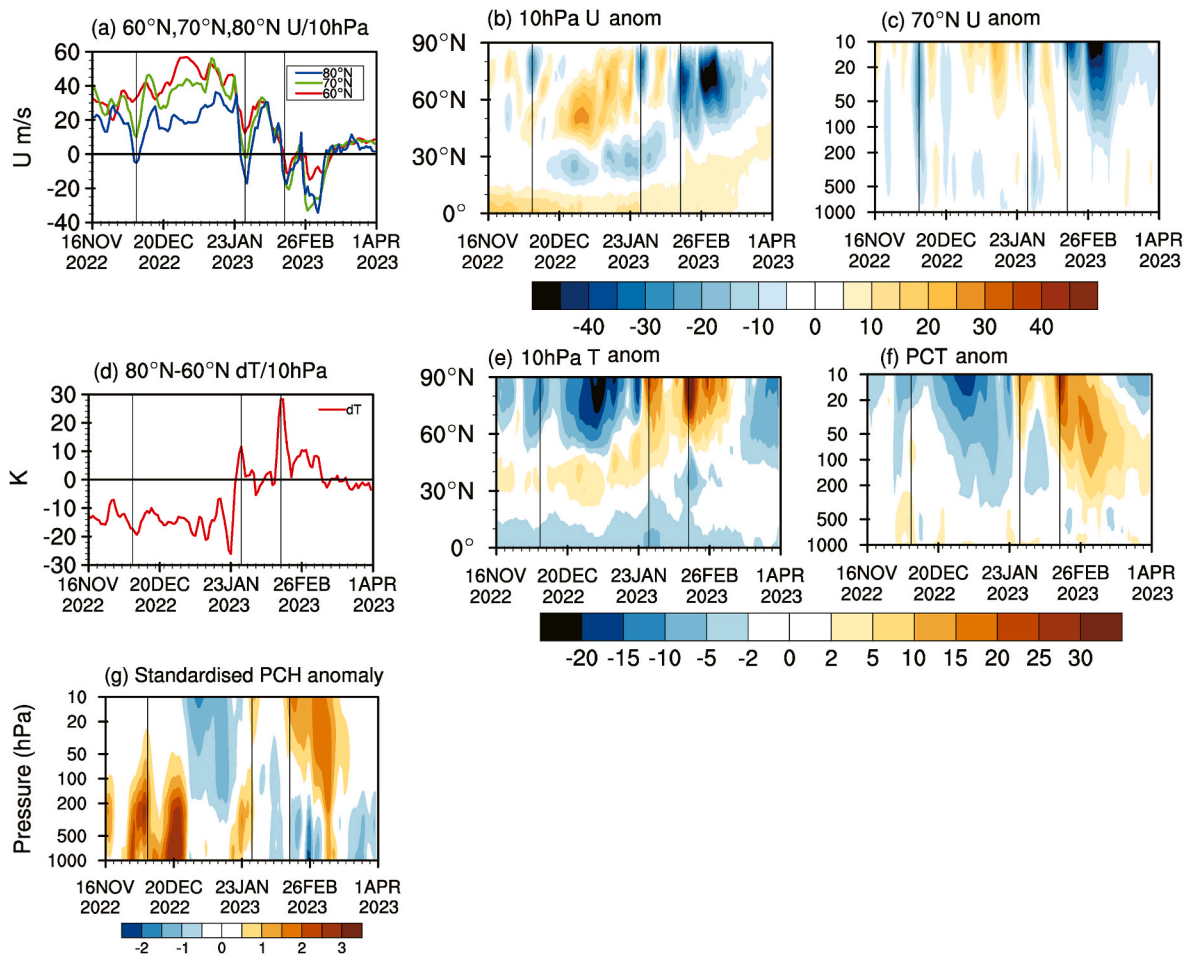 (a) 60°N,70°N,80°N U/10hPa
60
40
20
0
-20
-40
U m/s
80°N
70°N
60°N
16NOV 20DEC 23JAN 26FEB 1APR
2022 2022 2023 2023 2023
(b) 10hPa U anom
90°N
60°N
30°N
0°
16NOV 20DEC 23JAN 26FEB 1APR
2022 2022 2023 2023 2023
(c) 70°N U anom
10
20
50
100
200
500
1000
16NOV 20DEC 23JAN 26FEB 1APR
2022 2022 2023 2023 2023
-40 -30 -20 -10 0 10 20 30 40
(d) 80°N-60°N dT/10hPa
30
20
10
0
-10
-20
-30
K
dT
16NOV 20DEC 23JAN 26FEB 1APR
2022 2022 2023 2023 2023
(e) 10hPa T anom
90°N
60°N
30°N
0°
16NOV 20DEC 23JAN 26FEB 1APR
2022 2022 2023 2023 2023
(f) PCT anom
10
20
50
100
200
500
1000
16NOV 20DEC 23JAN 26FEB 1APR
2022 2022 2023 2023 2023
-20 -15 -10 -5 -2 0 2 5 10 15 20 25 30
(g) Standardised PCH anomaly
Pressure (hPa)
10
20
50
100
200
500
1000
16NOV 20DEC 23JAN 26FEB 1APR
2022 2022 2023 2023 2023
-2 -1 0 1 2 3